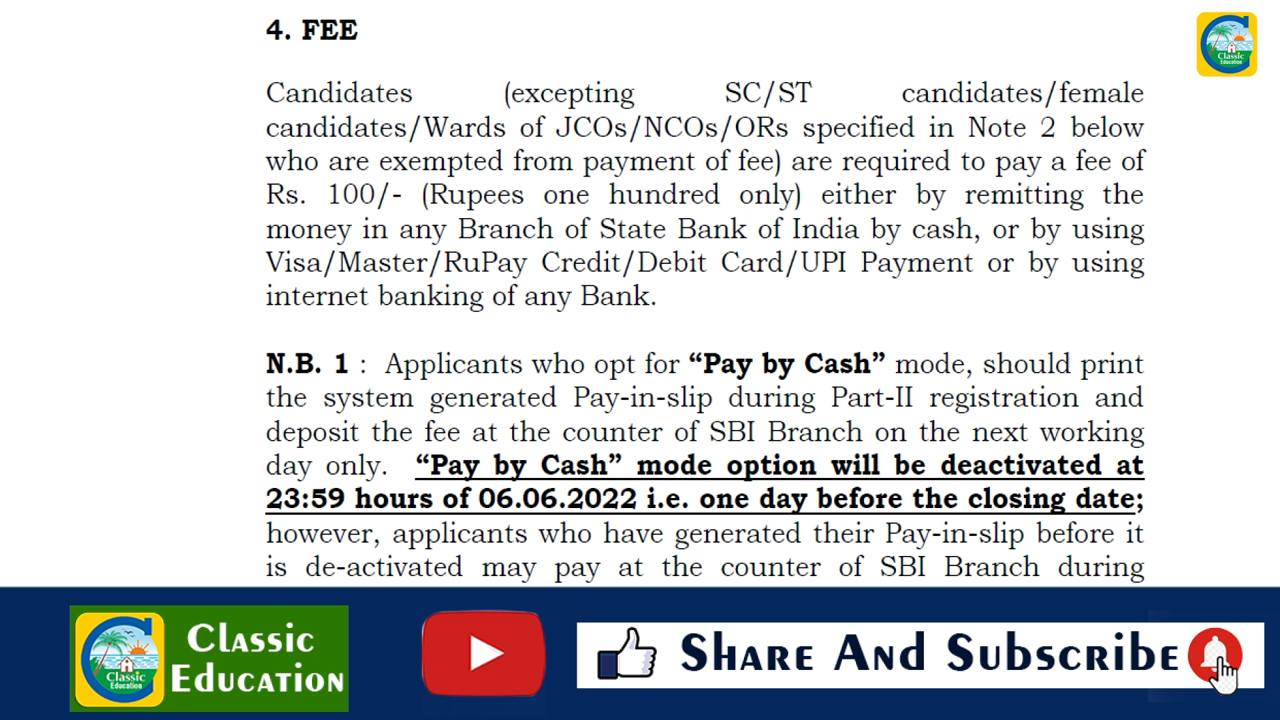 4. FEE
Classic
Education
Candidates (excepting SC/ST candidates/female
candidates/Wards of JCOs/NCOs/ORs specified in Note 2 below
who are exempted from payment of fee) are required to pay a fee of
Rs. 100/- (Rupees one hundred only) either by remitting the
money in any Branch of State Bank of India by cash, or by using
Visa/Master/RuPay Credit/Debit Card/UPI Payment or by using
internet banking of any Bank.
N.B. 1 : Applicants who opt for “Pay by Cash” mode, should print
the system generated Pay-in-slip during Part-II registration and
deposit the fee at the counter of SBI Branch on the next working
day only. “Pay by Cash” mode option will be deactivated at
23:59 hours of 06.06.2022 i.e. one day before the closing date;
however, applicants who have generated their Pay-in-slip before it
is de-activated may pay at the counter of SBI Branch during
Classic
Education
Classic
Education
Share And Subscribe